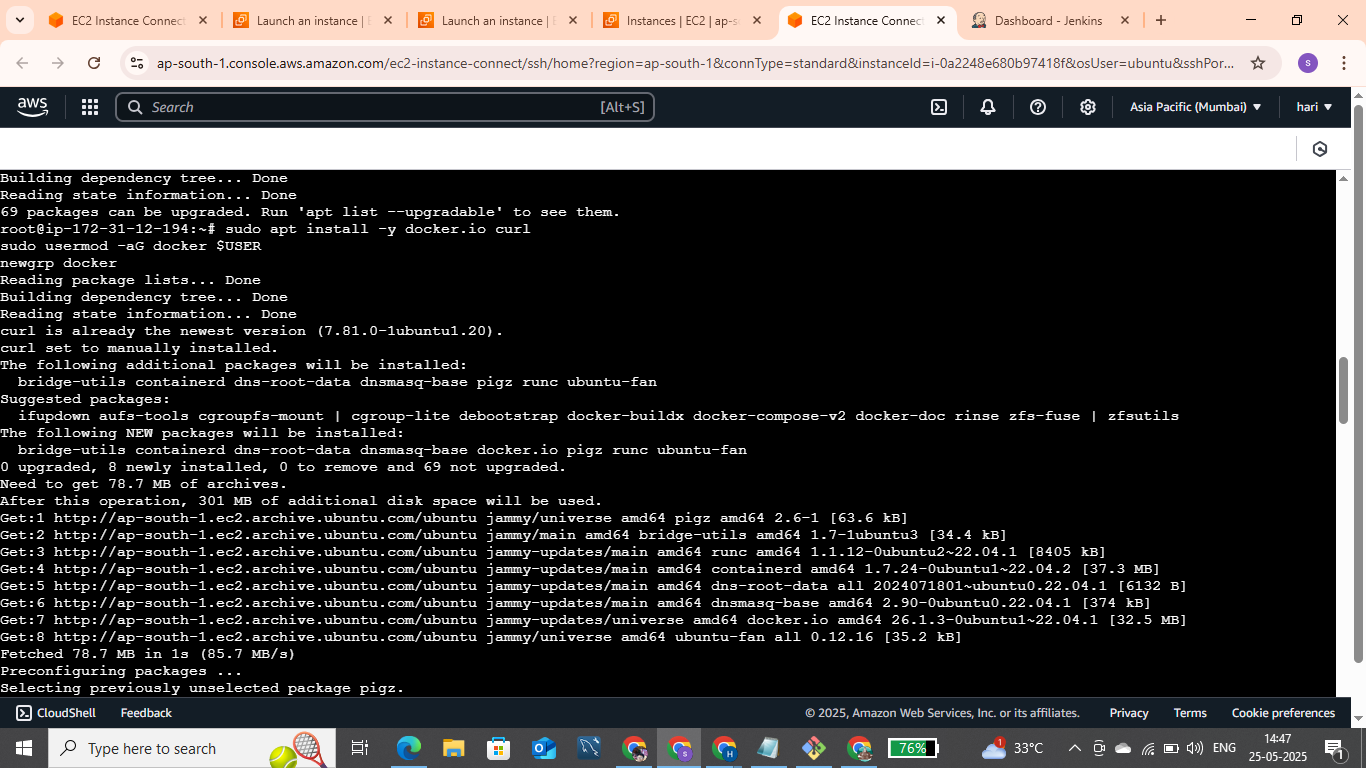 EC2 Instance Connect
Launch an instance | E
Launch an instance | E
Instances | EC2 | ap-s
EC2 Instance Connect
Dashboard - Jenkins
ap-south-1.console.aws.amazon.com/ec2-instance-connect/ssh/home?region=ap-south-1&connType=standard&instanceId=i-0a2248e680b97418f&osUser=ubuntu&sshPor...
s
aws
Search
[Alt+S]
Asia Pacific (Mumbai)
hari
Building dependency tree... Done
Reading state information... Done
69 packages can be upgraded. Run 'apt list --upgradable' to see them.
root@ip-172-31-12-194:~# sudo apt install -y docker.io curl
sudo usermod -aG docker $USER
newgrp docker
Reading package lists... Done
Building dependency tree... Done
Reading state information... Done
curl is already the newest version (7.81.0-1ubuntu1.20).
curl set to manually installed.
The following additional packages will be installed:
  bridge-utils containerd dns-root-data dnsmasq-base pigz runc ubuntu-fan
Suggested packages:
  ifupdown aufs-tools cgroupfs-mount | cgroup-lite debootstrap docker-buildx docker-compose-v2 docker-doc rinse zfs-fuse | zfsutils
The following NEW packages will be installed:
  bridge-utils containerd dns-root-data dnsmasq-base docker.io pigz runc ubuntu-fan
0 upgraded, 8 newly installed, 0 to remove and 69 not upgraded.
Need to get 78.7 MB of archives.
After this operation, 301 MB of additional disk space will be used.
Get:1 http://ap-south-1.ec2.archive.ubuntu.com/ubuntu jammy/universe amd64 pigz amd64 2.6-1 [63.6 kB]
Get:2 http://ap-south-1.ec2.archive.ubuntu.com/ubuntu jammy/main amd64 bridge-utils amd64 1.7-1ubuntu3 [34.4 kB]
Get:3 http://ap-south-1.ec2.archive.ubuntu.com/ubuntu jammy-updates/main amd64 runc amd64 1.1.12-0ubuntu2~22.04.1 [8405 kB]
Get:4 http://ap-south-1.ec2.archive.ubuntu.com/ubuntu jammy-updates/main amd64 containerd amd64 1.7.24-0ubuntu1~22.04.2 [37.3 MB]
Get:5 http://ap-south-1.ec2.archive.ubuntu.com/ubuntu jammy-updates/main amd64 dns-root-data all 2024071801~ubuntu0.22.04.1 [6132 B]
Get:6 http://ap-south-1.ec2.archive.ubuntu.com/ubuntu jammy-updates/main amd64 dnsmasq-base amd64 2.90-0ubuntu0.22.04.1 [374 kB]
Get:7 http://ap-south-1.ec2.archive.ubuntu.com/ubuntu jammy-updates/universe amd64 docker.io amd64 26.1.3-0ubuntu1~22.04.1 [32.5 MB]
Get:8 http://ap-south-1.ec2.archive.ubuntu.com/ubuntu jammy/universe amd64 ubuntu-fan all 0.12.16 [35.2 kB]
Fetched 78.7 MB in 1s (85.7 MB/s)
Preconfiguring packages ...
Selecting previously unselected package pigz.
CloudShell
Feedback
© 2025, Amazon Web Services, Inc. or its affiliates.
Privacy
Terms
Cookie preferences
Type here to search
76%
1
33°C
ENG
14:47
25-05-2025
1